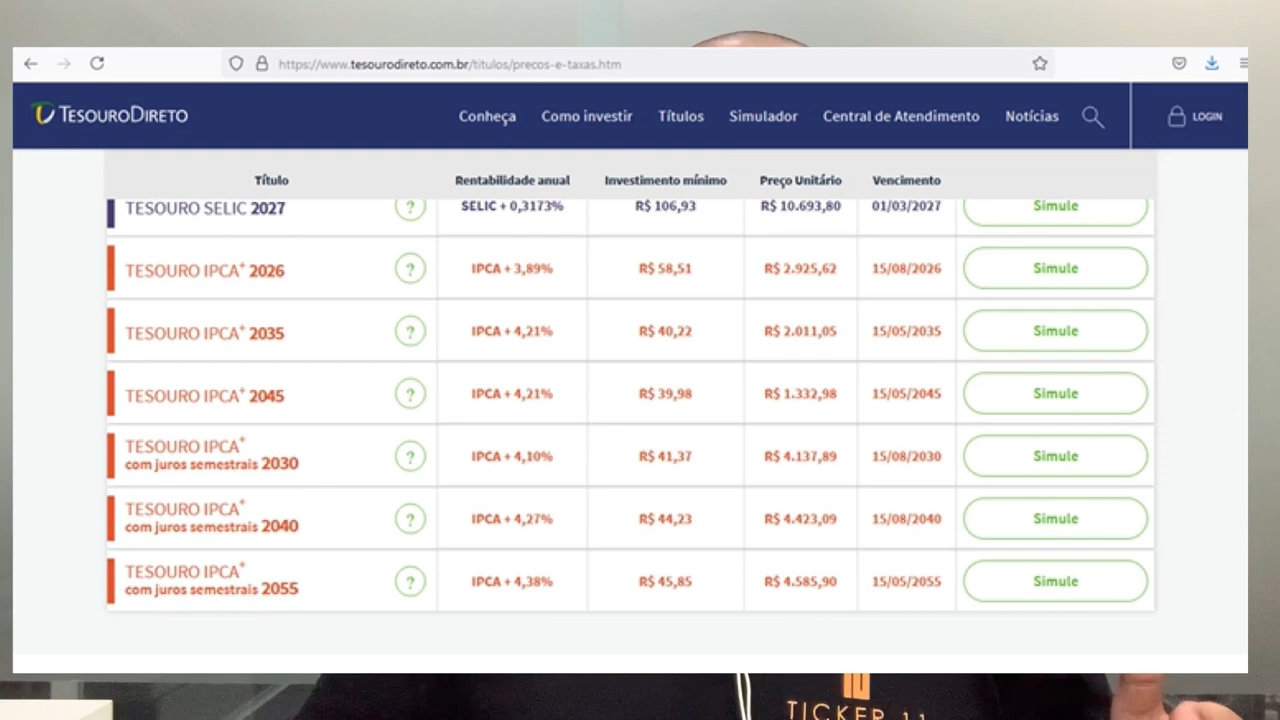 https://www.tesourodireto.com.br/titulos/precos-e-taxas.htm
TESOURODIRETO
Conheça Como investir Títulos Simulador Central de Atendimento Notícias LOGIN
Título Rentabilidade anual Investimento mínimo Preço Unitário Vencimento
TESOURO SELIC 2027 ? SELIC + 0,3173% R$ 106,93 R$ 10.693,80 01/03/2027 Simule
TESOURO IPCA+ 2026 ? IPCA + 3,89% R$ 58,51 R$ 2.925,62 15/08/2026 Simule
TESOURO IPCA+ 2035 ? IPCA + 4,21% R$ 40,22 R$ 2.011,05 15/05/2035 Simule
TESOURO IPCA+ 2045 ? IPCA + 4,21% R$ 39,98 R$ 1.332,98 15/05/2045 Simule
TESOURO IPCA+
com juros semestrais 2030 ? IPCA + 4,10% R$ 41,37 R$ 4.137,89 15/08/2030 Simule
TESOURO IPCA+
com juros semestrais 2040 ? IPCA + 4,27% R$ 44,23 R$ 4.423,09 15/08/2040 Simule
TESOURO IPCA+
com juros semestrais 2055 ? IPCA + 4,38% R$ 45,85 R$ 4.585,90 15/05/2055 Simule
TICKER 11